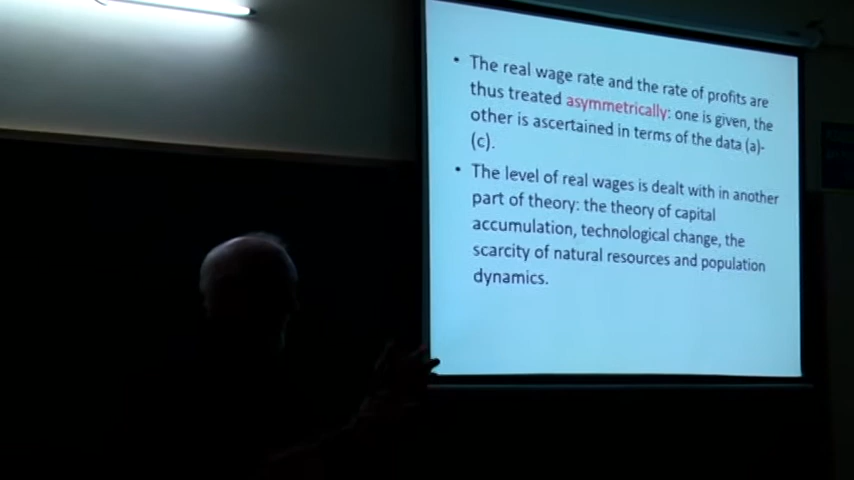 • The real wage rate and the rate of profits are
thus treated asymmetrically: one is given, the
other is ascertained in terms of the data (a)-
(c).
• The level of real wages is dealt with in another
part of theory: the theory of capital
accumulation, technological change, the
scarcity of natural resources and population
dynamics.